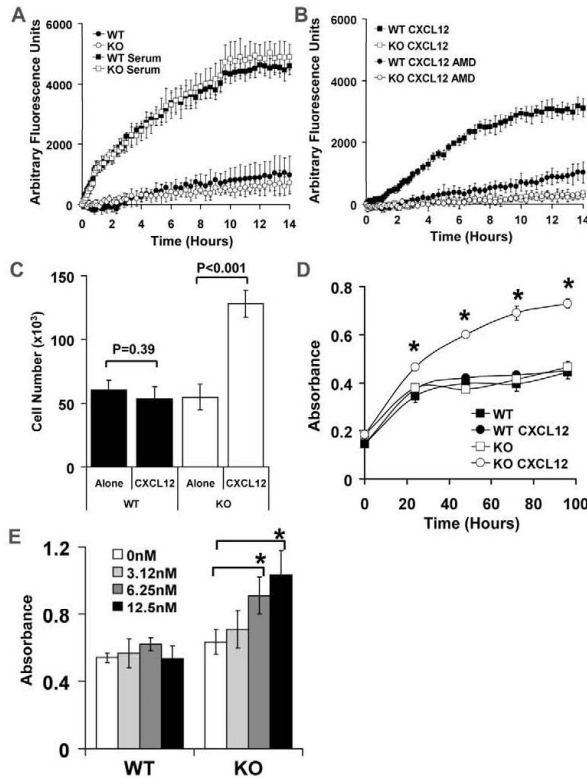 A
Arbitrary Fluorescence Units
6000
4000
2000
0
WT
KO
WT Serum
KO Serum
0 2 4 6 8 10 12 14
Time (Hours)
B
Arbitrary Fluorescence Units
6000
4000
2000
0
WT CXCL12
KO CXCL12
WT CXCL12 AMD
KO CXCL12 AMD
0 2 4 6 8 10 12 14
Time (Hours)
C
Cell Number (x10³)
150
100
50
0
P=0.39
P<0.001
Alone CXCL12 Alone CXCL12
WT KO
D
Absorbance
0.8
0.6
0.4
0.2
* * * *
WT
WT CXCL12
KO
KO CXCL12
0 20 40 60 80 100
Time (Hours)
E
Absorbance
1.2
0.8
0.4
0
0nM
3.12nM
6.25nM
12.5nM
*
*
WT KO